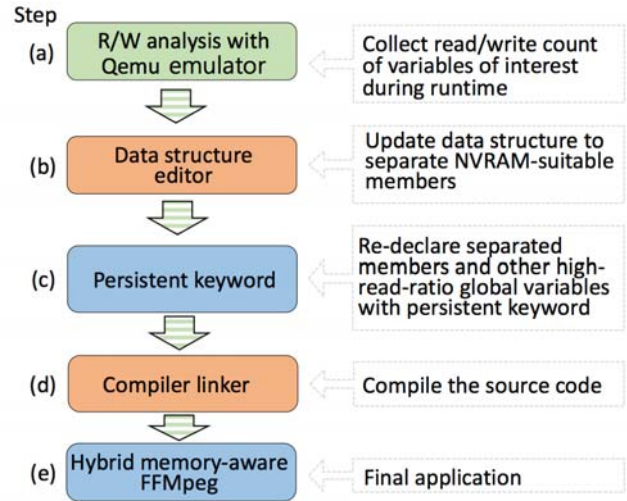 Step
(a)
R/W analysis with
Qemu emulator
Collect read/write count
of variables of interest
during runtime
(b)
Data structure
editor
Update data structure to
separate NVRAM-suitable
members
(c)
Persistent keyword
Re-declare separated
members and other high-
read-ratio global variables
with persistent keyword
(d)
Compiler linker
Compile the source code
(e)
Hybrid memory-aware
FFMpeg
Final application